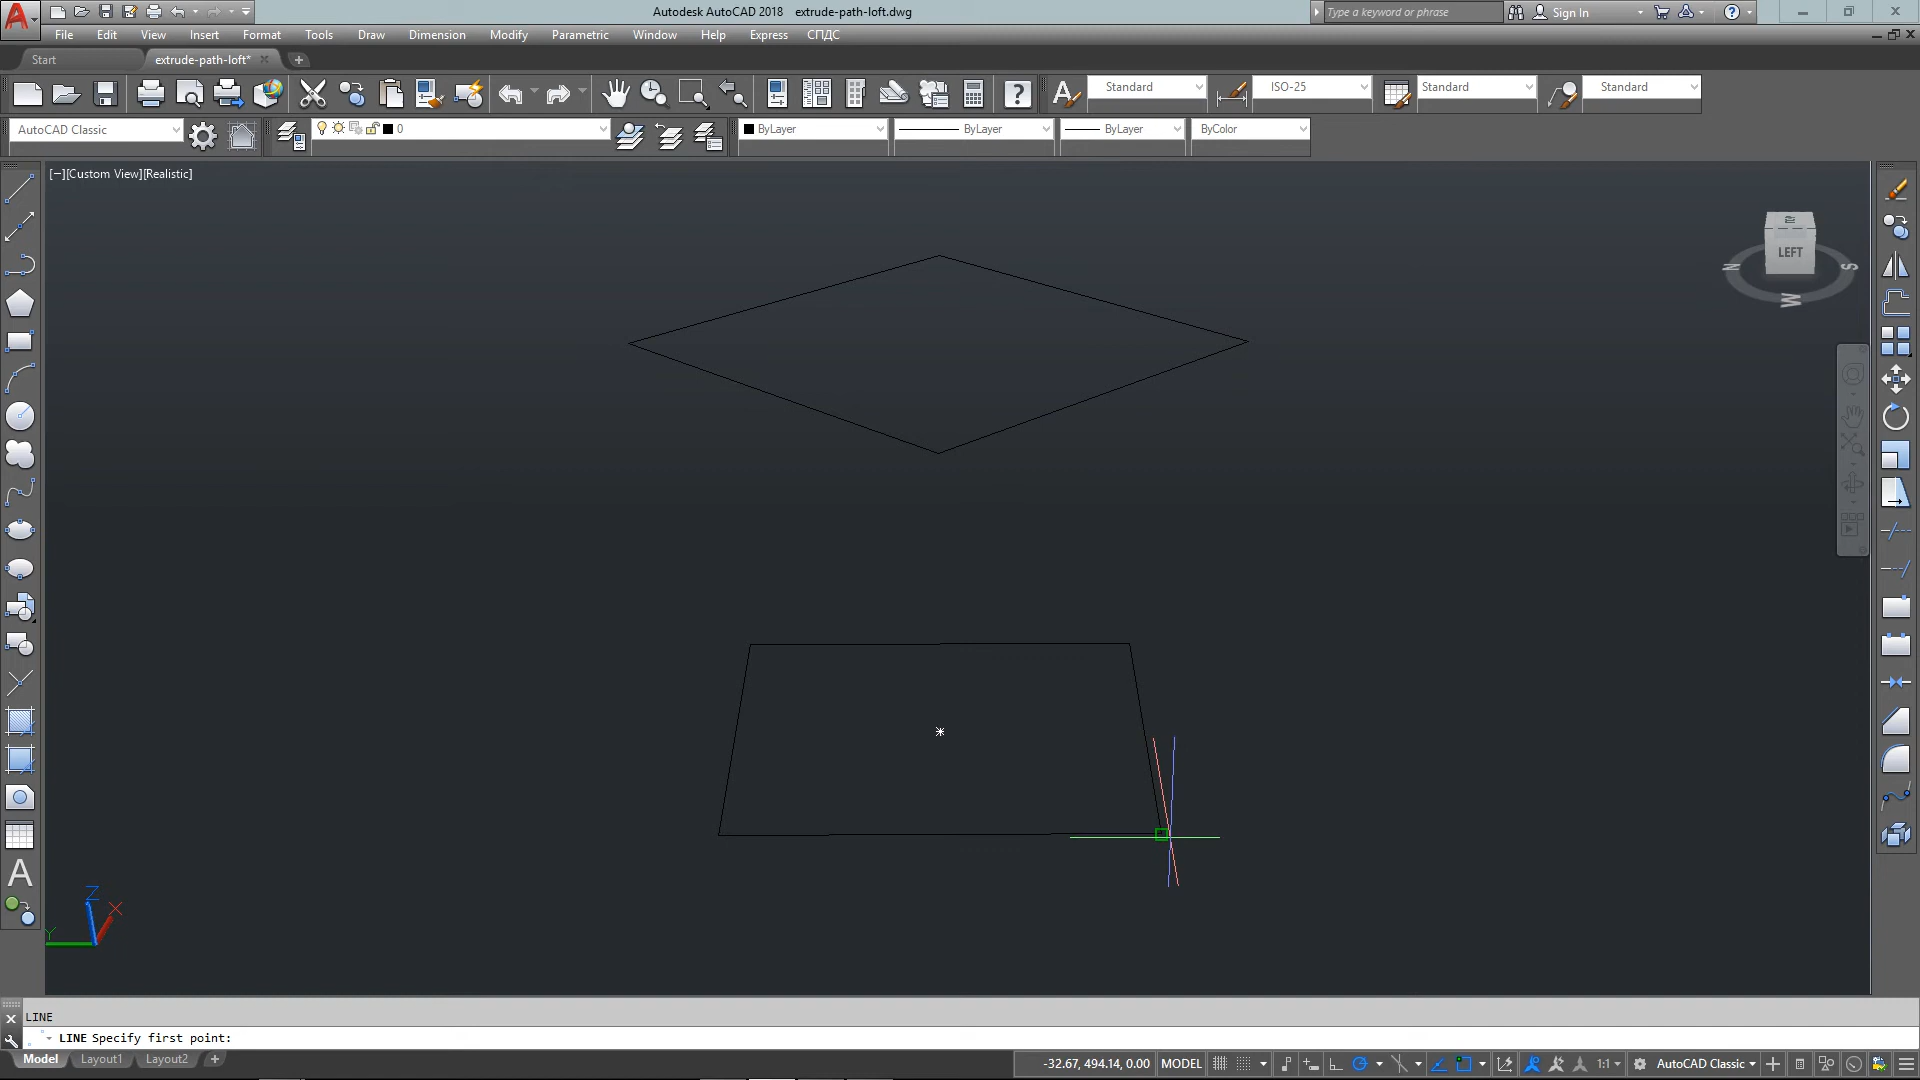 Autodesk AutoCAD 2018 extrude-path-loft.dwg
Type a keyword or phrase
Sign In
File Edit View Insert Format Tools Draw Dimension Modify Parametric Window Help Express СПДС
Start
extrude-path-loft*
Standard
ISO-25
Standard
Standard
AutoCAD Classic
0
ByLayer
ByLayer
ByLayer
ByColor
[−][Custom View][Realistic]
LEFT
N
S
W
A
Z
X
Y
LINE
LINE Specify first point:
Model Layout1 Layout2
-32.67, 494.14, 0.00 MODEL
1:1
AutoCAD Classic